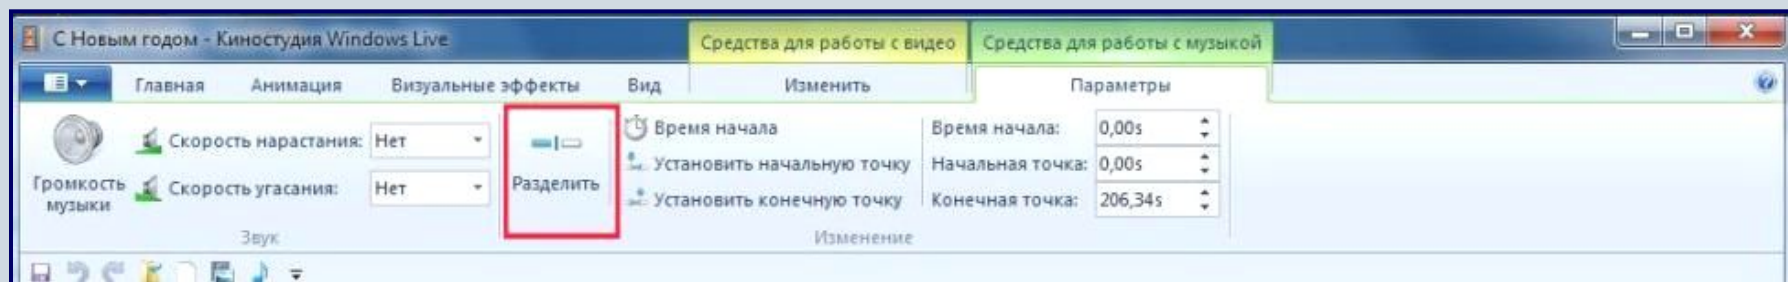 С Новым годом - Киностудия Windows Live
Средства для работы с видео
Средства для работы с музыкой
Главная
Анимация
Визуальные эффекты
Вид
Изменить
Параметры
Громкость
музыки
Скорость нарастания: Нет
Скорость угасания: Нет
Звук
Разделить
Время начала
Установить начальную точку
Установить конечную точку
Время начала: 0,00s
Начальная точка: 0,00s
Конечная точка: 206,34s
Изменение